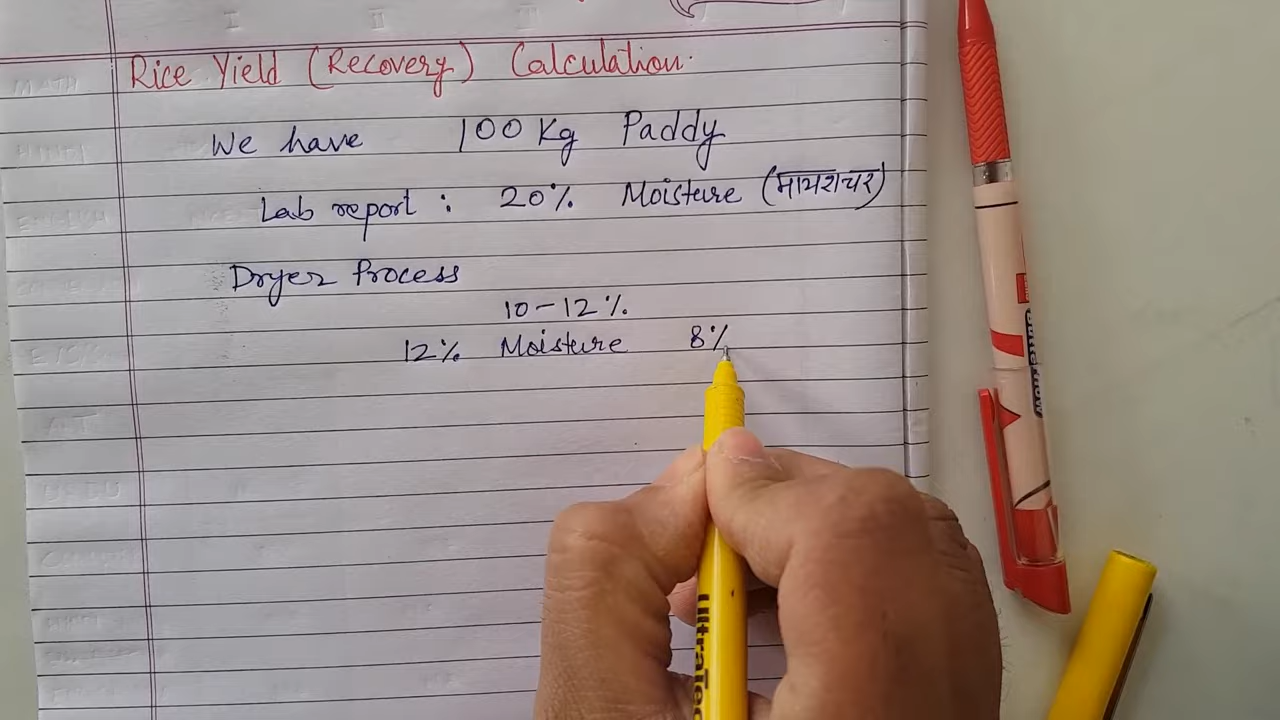 Rice Yield (Recovery) Calculation.
We have 100 Kg Paddy
Lab report : 20% Moisture (मायशचर)
Dryer Process
10-12%
12% Moisture 8%
UltraTec